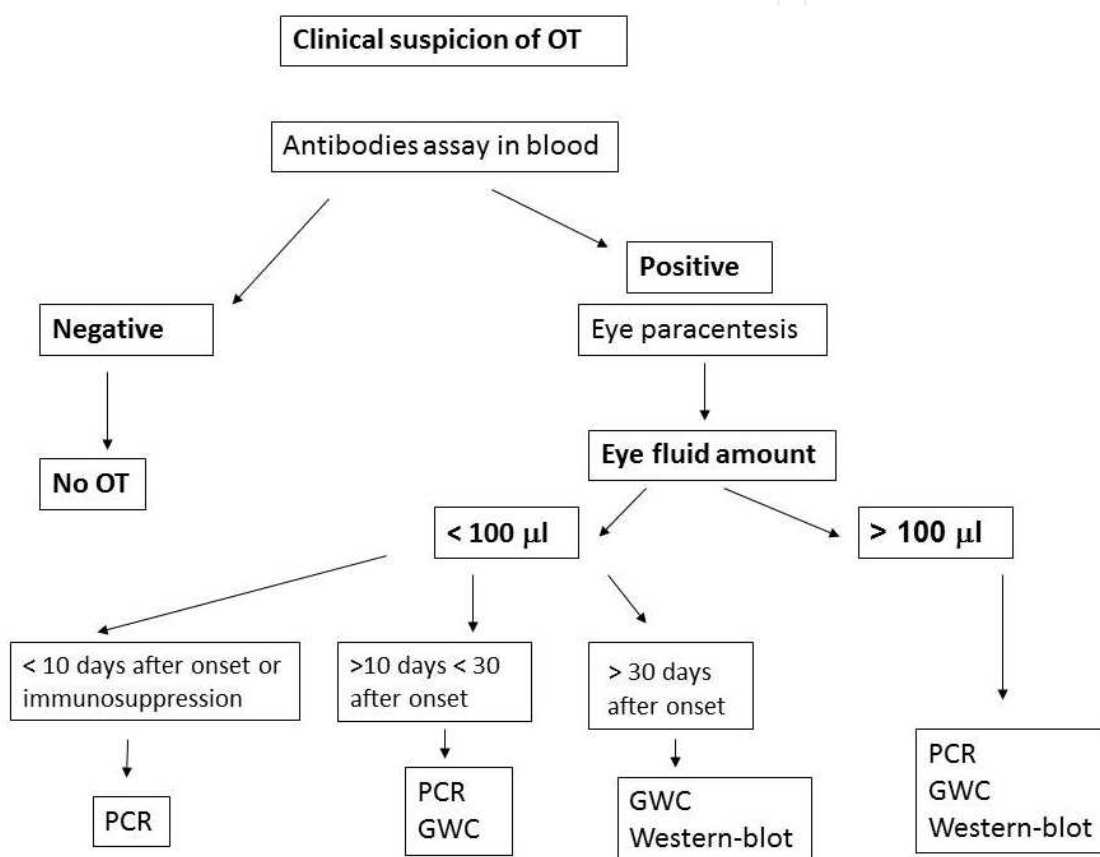 Clinical suspicion of OT
Antibodies assay in blood
Positive
Negative
Eye paracentesis
No OT
Eye fluid amount
< 100 μl
> 100 μl
< 10 days after onset or
immunosuppression
>10 days < 30
after onset
> 30 days
after onset
PCR
PCR
GWC
GWC
Western-blot
PCR
GWC
Western-blot